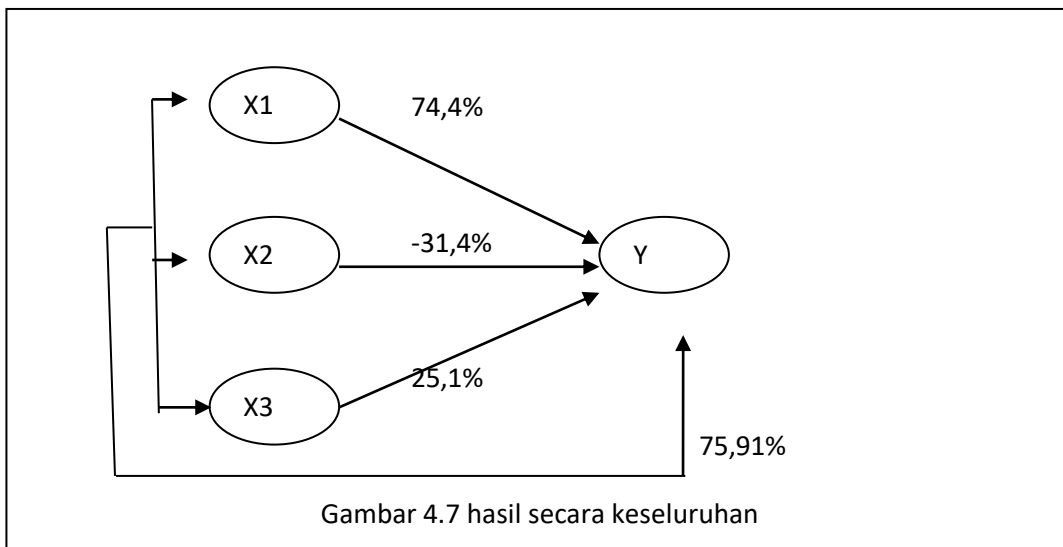 X1
74,4%
X2
-31,4%
Y
X3
25,1%
75,91%
Gambar 4.7 hasil secara keseluruhan